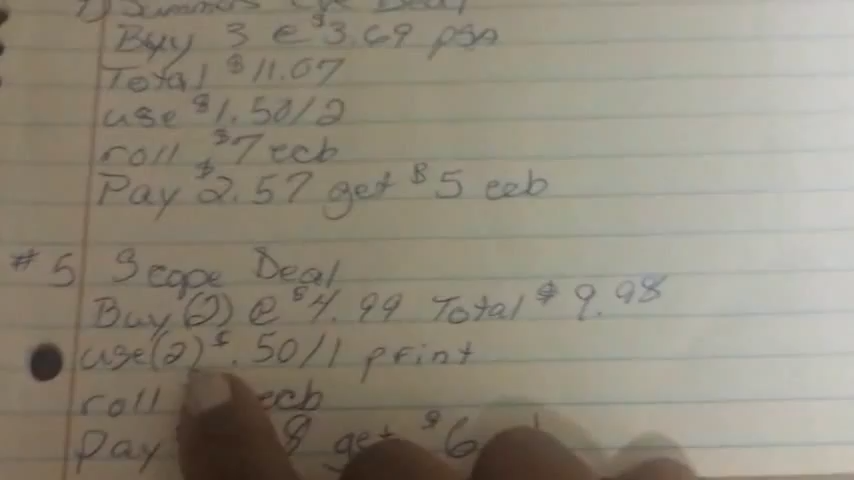 Deal
Buy 3 @ $3.69 psa
Total $11.07
use $1.50/2
roll $7 ecb
Pay $2.57 get $5 ecb
#5 Scope Deal
Buy (2) @ $4.99 Total $9.98
use (2) $.50/1 print
roll ecb
Pay 8 get $6